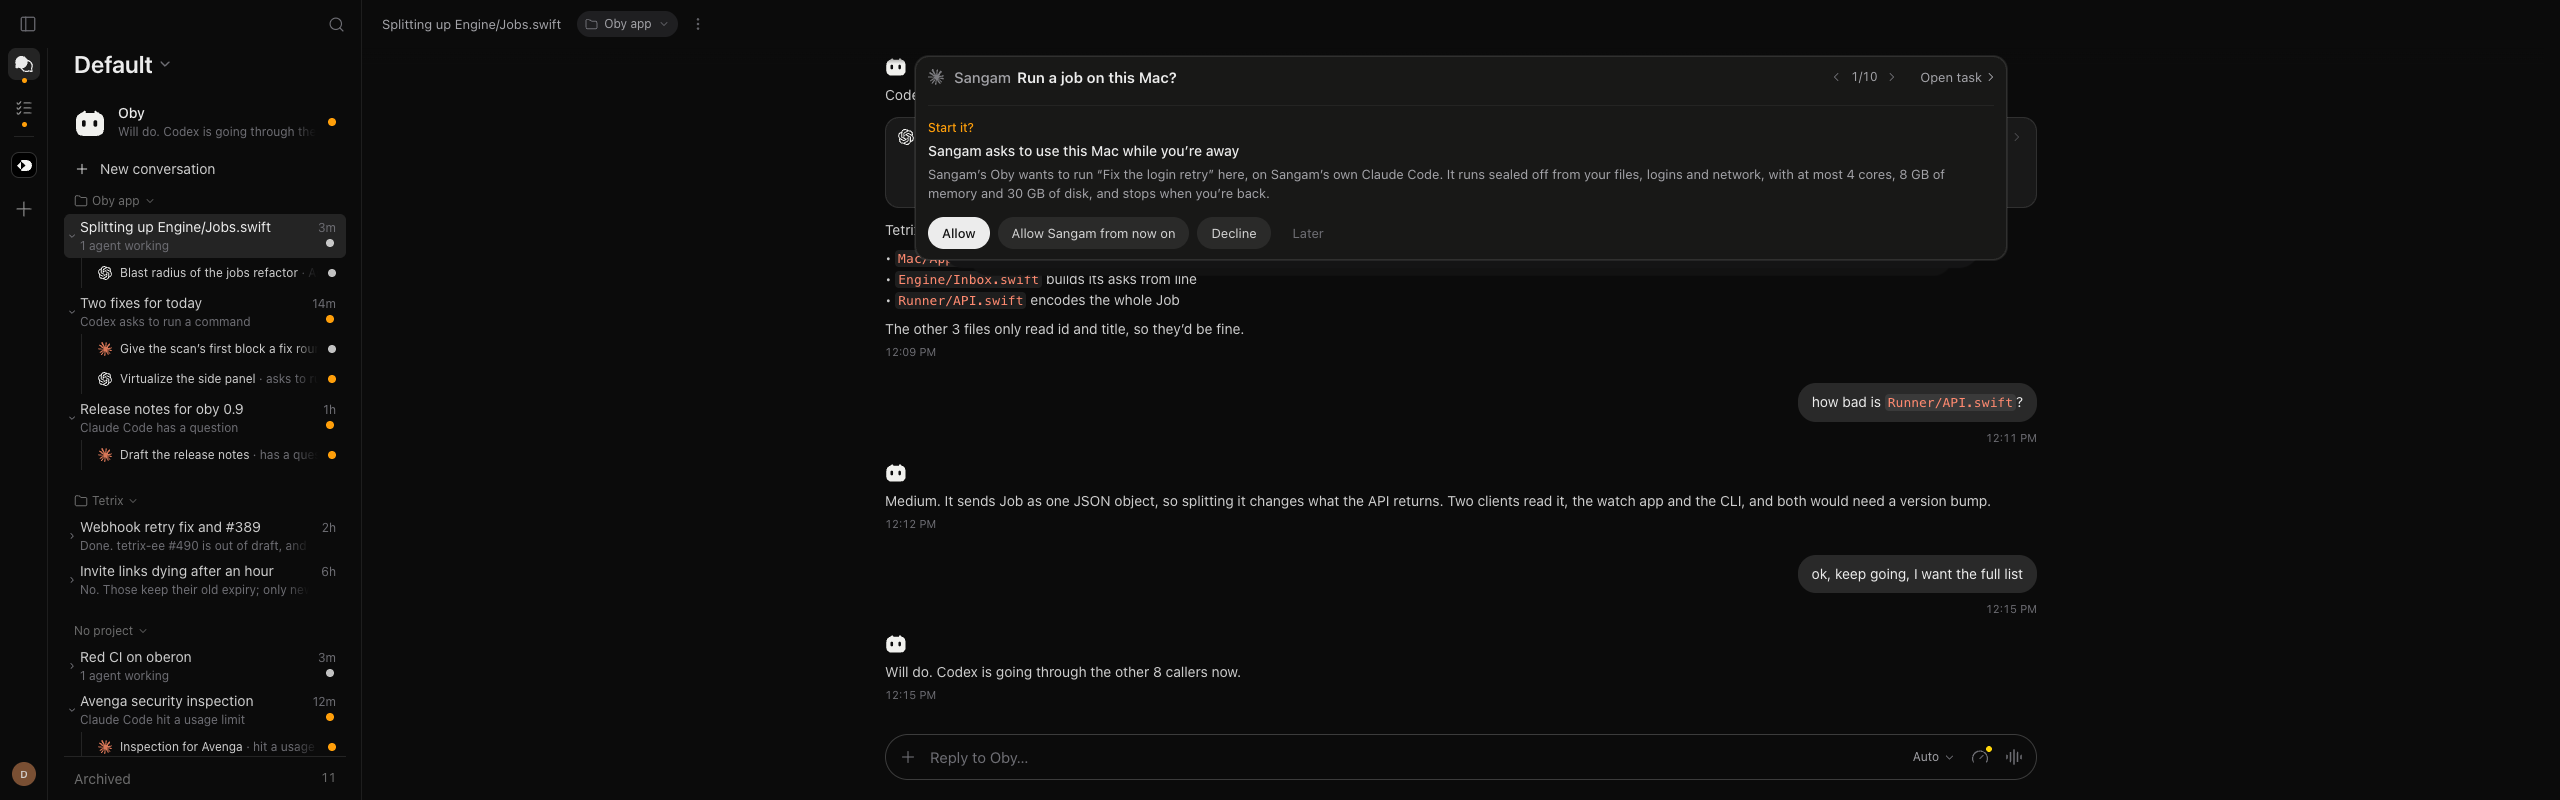 Splitting up Engine/Jobs.swift
Oby app
Default
Oby
Will do. Codex is going through the
New conversation
Oby app
Splitting up Engine/Jobs.swift 3m
1 agent working
Blast radius of the jobs refactor ·
Two fixes for today 14m
Codex asks to run a command
Give the scan's first block a fix
Virtualize the side panel · asks to
Release notes for oby 0.9 1h
Claude Code has a question
Draft the release notes · has a
Tetrix
Webhook retry fix and #389 2h
Done. tetrix-ee #490 is out of draft, and
Invite links dying after an hour 6h
No. Those keep their old expiry; only
No project
Red CI on oberon 3m
1 agent working
Avenga security inspection 12m
Claude Code hit a usage limit
Inspection for Avenga · hit a usage
Archived 11
D
Sangam Run a job on this Mac? 1/10 Open task
Start it?
Sangam asks to use this Mac while you’re away
Sangam’s Oby wants to run “Fix the login retry” here, on Sangam’s own Claude Code. It runs sealed off from your files, logins and network, with at most 4 cores, 8 GB of
memory and 30 GB of disk, and stops when you’re back.
Allow Allow Sangam from now on Decline Later
• Engine/Inbox.swift builds its asks from line
• Runner/API.swift encodes the whole Job
The other 3 files only read id and title, so they’d be fine.
12:09 PM
how bad is Runner/API.swift?
12:11 PM
Medium. It sends Job as one JSON object, so splitting it changes what the API returns. Two clients read it, the watch app and the CLI, and both would need a version bump.
12:12 PM
ok, keep going, I want the full list
12:15 PM
Will do. Codex is going through the other 8 callers now.
12:15 PM
Reply to Oby... Auto